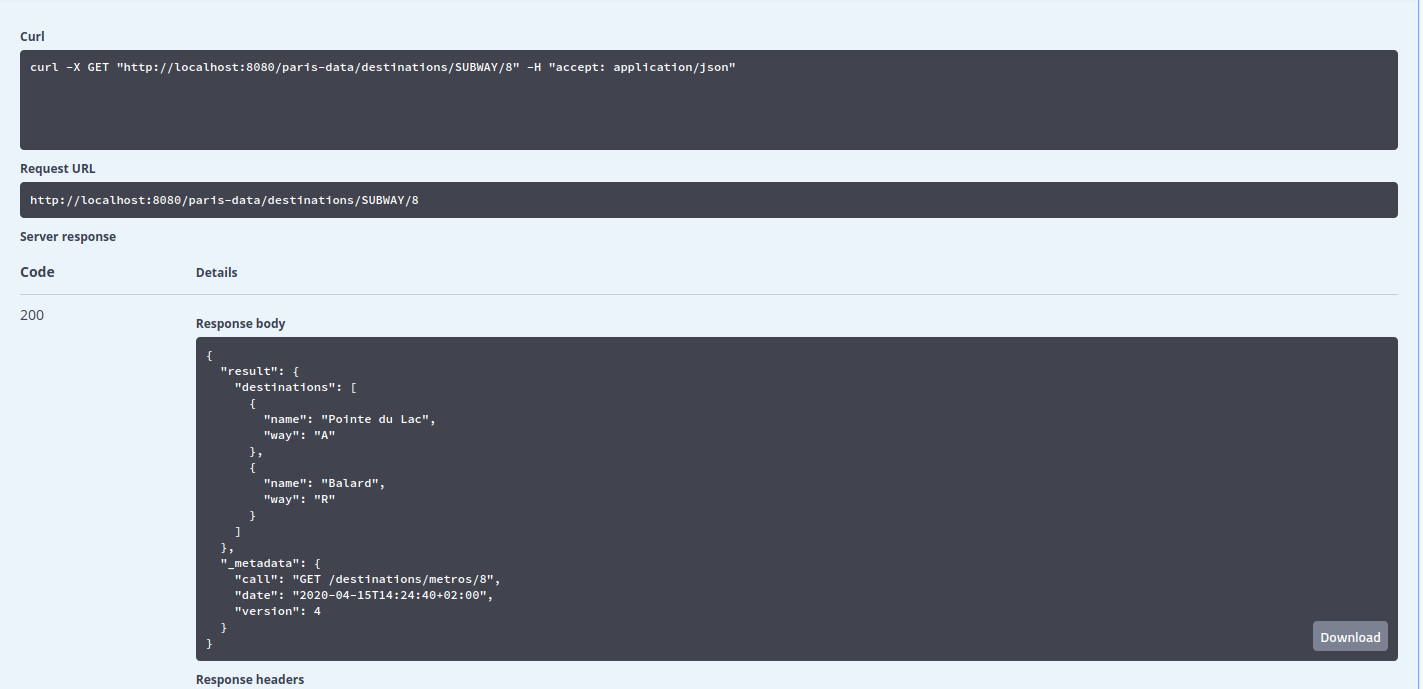 Curl
curl -X GET "http://localhost:8080/paris-data/destinations/SUBWAY/8" -H "accept: application/json"
Request URL
http://localhost:8080/paris-data/destinations/SUBWAY/8
Server response
Code Details
200
Response body
{
  "result": {
    "destinations": [
      {
        "name": "Pointe du Lac",
        "way": "A"
      },
      {
        "name": "Balard",
        "way": "R"
      }
    ]
  },
  "_metadata": {
    "call": "GET /destinations/metros/8",
    "date": "2020-04-15T14:24:40+02:00",
    "version": 4
  }
}
Download
Response headers